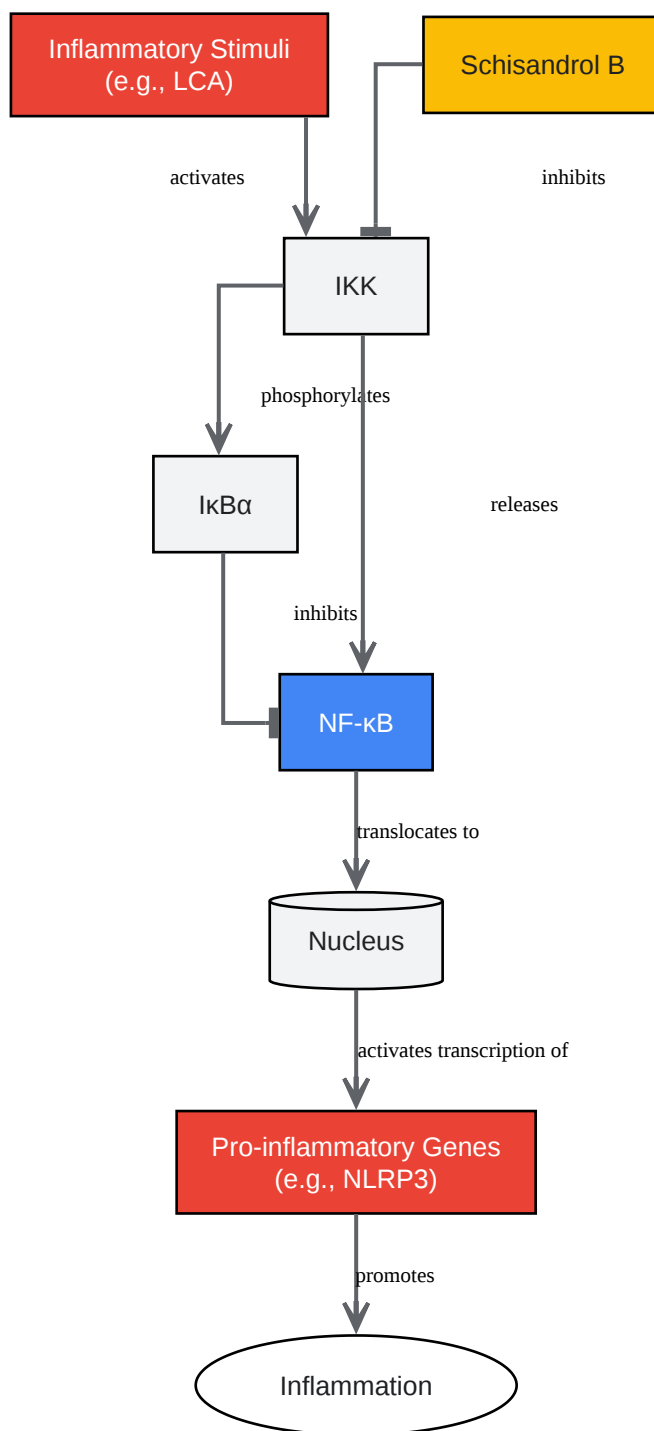 Inflammatory Stimuli
(e.g., LCA)
Schisandrol B
activates
inhibits
IKK
phosphorylates
IκBα
releases
inhibits
NF-κB
translocates to
Nucleus
activates transcription of
Pro-inflammatory Genes
(e.g., NLRP3)
promotes
Inflammation